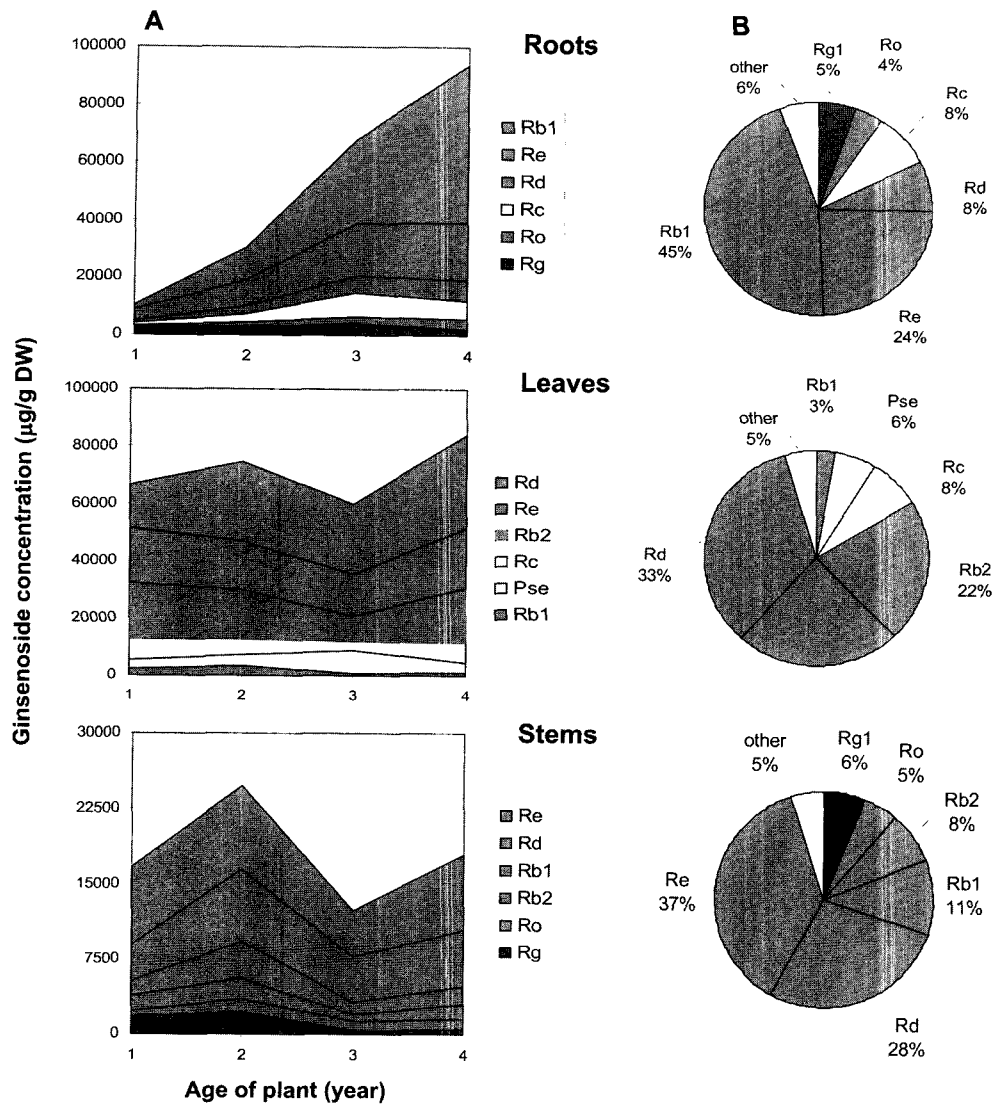 A
B
Ginsenoside concentration (µg/g DW)
Roots
100000
80000
60000
40000
20000
0
1 2 3 4
Rb1
Re
Rd
Rc
Ro
Rg
other
6%
Rg1
5%
Ro
4%
Rc
8%
Rd
8%
Re
24%
Rb1
45%
Leaves
100000
80000
60000
40000
20000
0
1 2 3 4
Rd
Re
Rb2
Rc
Pse
Rb1
other
5%
Rb1
3%
Pse
6%
Rc
8%
Rb2
22%
Rd
33%
Stems
30000
22500
15000
7500
0
1 2 3 4
Re
Rd
Rb1
Rb2
Ro
Rg
other
5%
Rg1
6%
Ro
5%
Rb2
8%
Rb1
11%
Rd
28%
Re
37%
Age of plant (year)